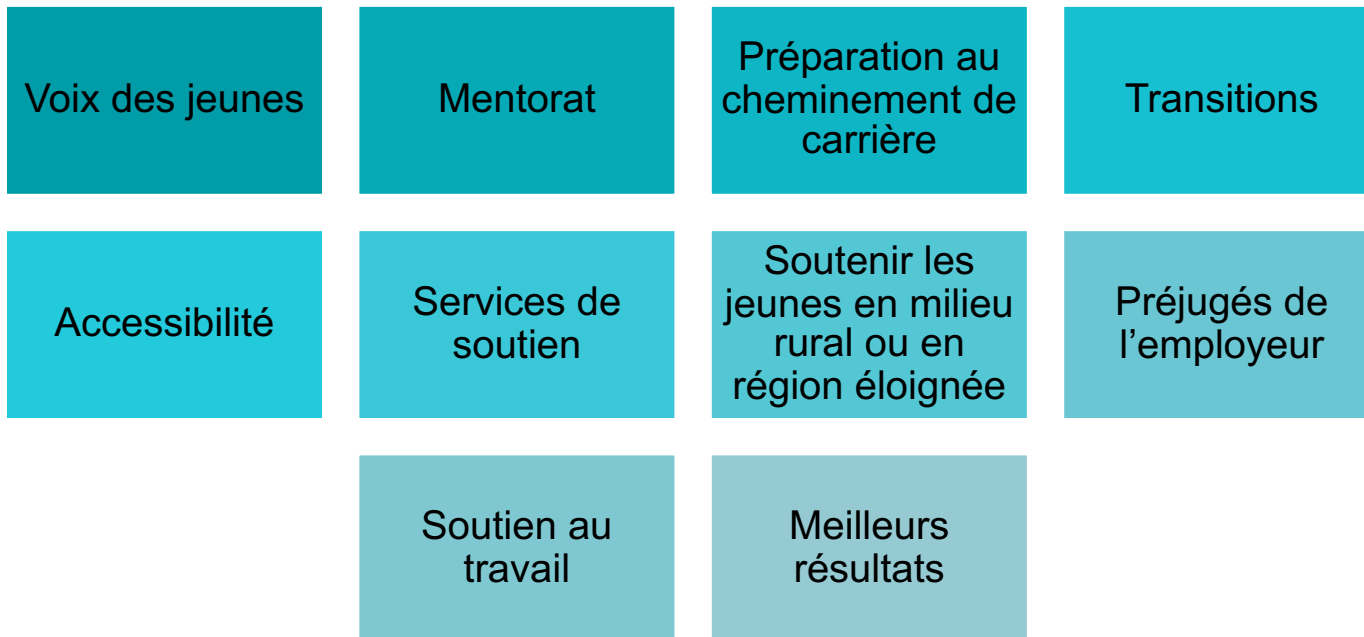 Voix des jeunes
Mentorat
Préparation au
cheminement de
carrière
Transitions
Accessibilité
Services de
soutien
Soutenir les
jeunes en milieu
rural ou en
région éloignée
Préjugés de
l’employeur
Soutien au
travail
Meilleurs
résultats